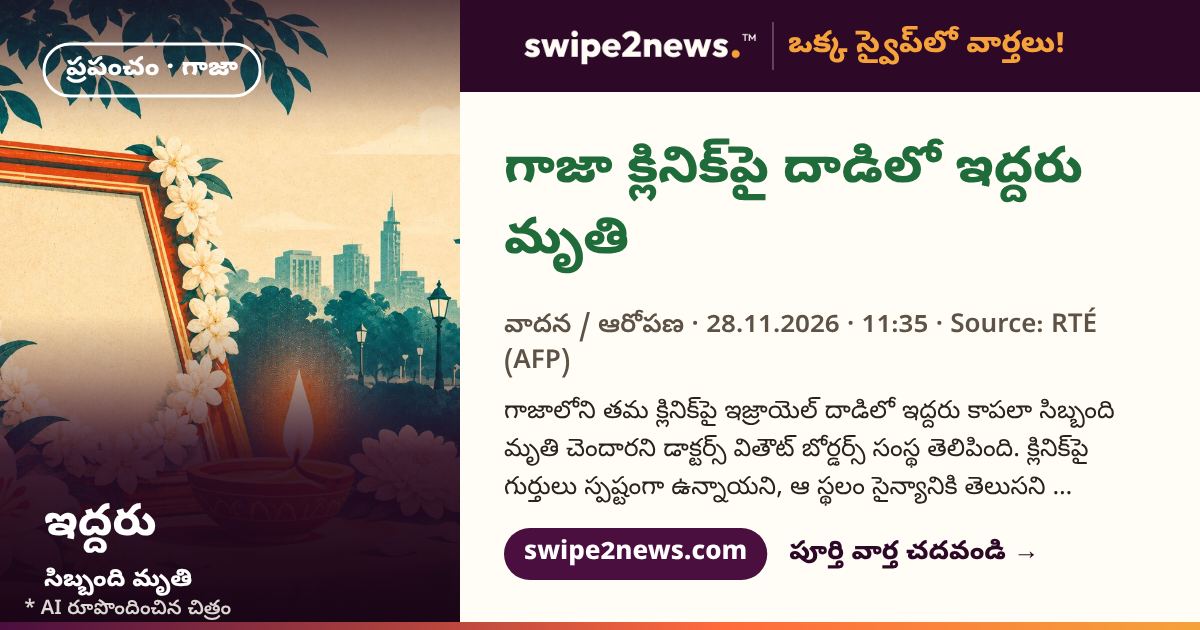 ప్రపంచం · గాజా
swipe2news.™ | ఒక్క స్వైప్‌లో వార్తలు!
గాజా క్లినిక్‌పై దాడిలో ఇద్దరు
మృతి
వాదన / ఆరోపణ · 28.11.2026 · 11:35 · Source: RTÉ
(AFP)
గాజాలోని తమ క్లినిక్‌పై ఇజ్రాయెల్ దాడిలో ఇద్దరు కాపలా సిబ్బంది
మృతి చెందారని డాక్టర్స్ వితౌట్ బోర్డర్స్ సంస్థ తెలిపింది. క్లినిక్‌పై
గుర్తులు స్పష్టంగా ఉన్నాయని, ఆ స్థలం సైన్యానికి తెలుసని ...
swipe2news.com పూర్తి వార్త చదవండి →
ఇద్దరు
సిబ్బంది మృతి
* AI రూపొందించిన చిత్రం